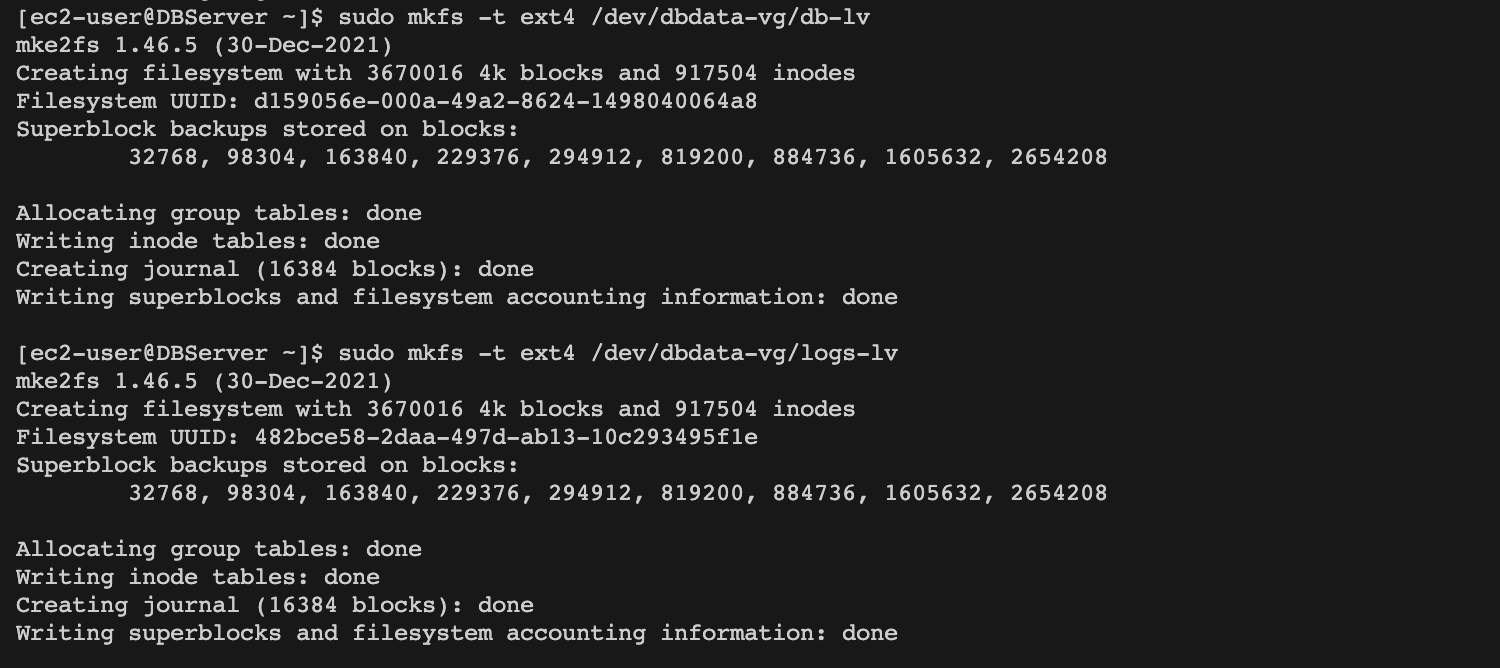 [ec2-user@DBServer ~]$ sudo mkfs -t ext4 /dev/dbdata-vg/db-lv
mke2fs 1.46.5 (30-Dec-2021)
Creating filesystem with 3670016 4k blocks and 917504 inodes
Filesystem UUID: d159056e-000a-49a2-8624-1498040064a8
Superblock backups stored on blocks:
        32768, 98304, 163840, 229376, 294912, 819200, 884736, 1605632, 2654208

Allocating group tables: done
Writing inode tables: done
Creating journal (16384 blocks): done
Writing superblocks and filesystem accounting information: done

[ec2-user@DBServer ~]$ sudo mkfs -t ext4 /dev/dbdata-vg/logs-lv
mke2fs 1.46.5 (30-Dec-2021)
Creating filesystem with 3670016 4k blocks and 917504 inodes
Filesystem UUID: 482bce58-2daa-497d-ab13-10c293495f1e
Superblock backups stored on blocks:
        32768, 98304, 163840, 229376, 294912, 819200, 884736, 1605632, 2654208

Allocating group tables: done
Writing inode tables: done
Creating journal (16384 blocks): done
Writing superblocks and filesystem accounting information: done